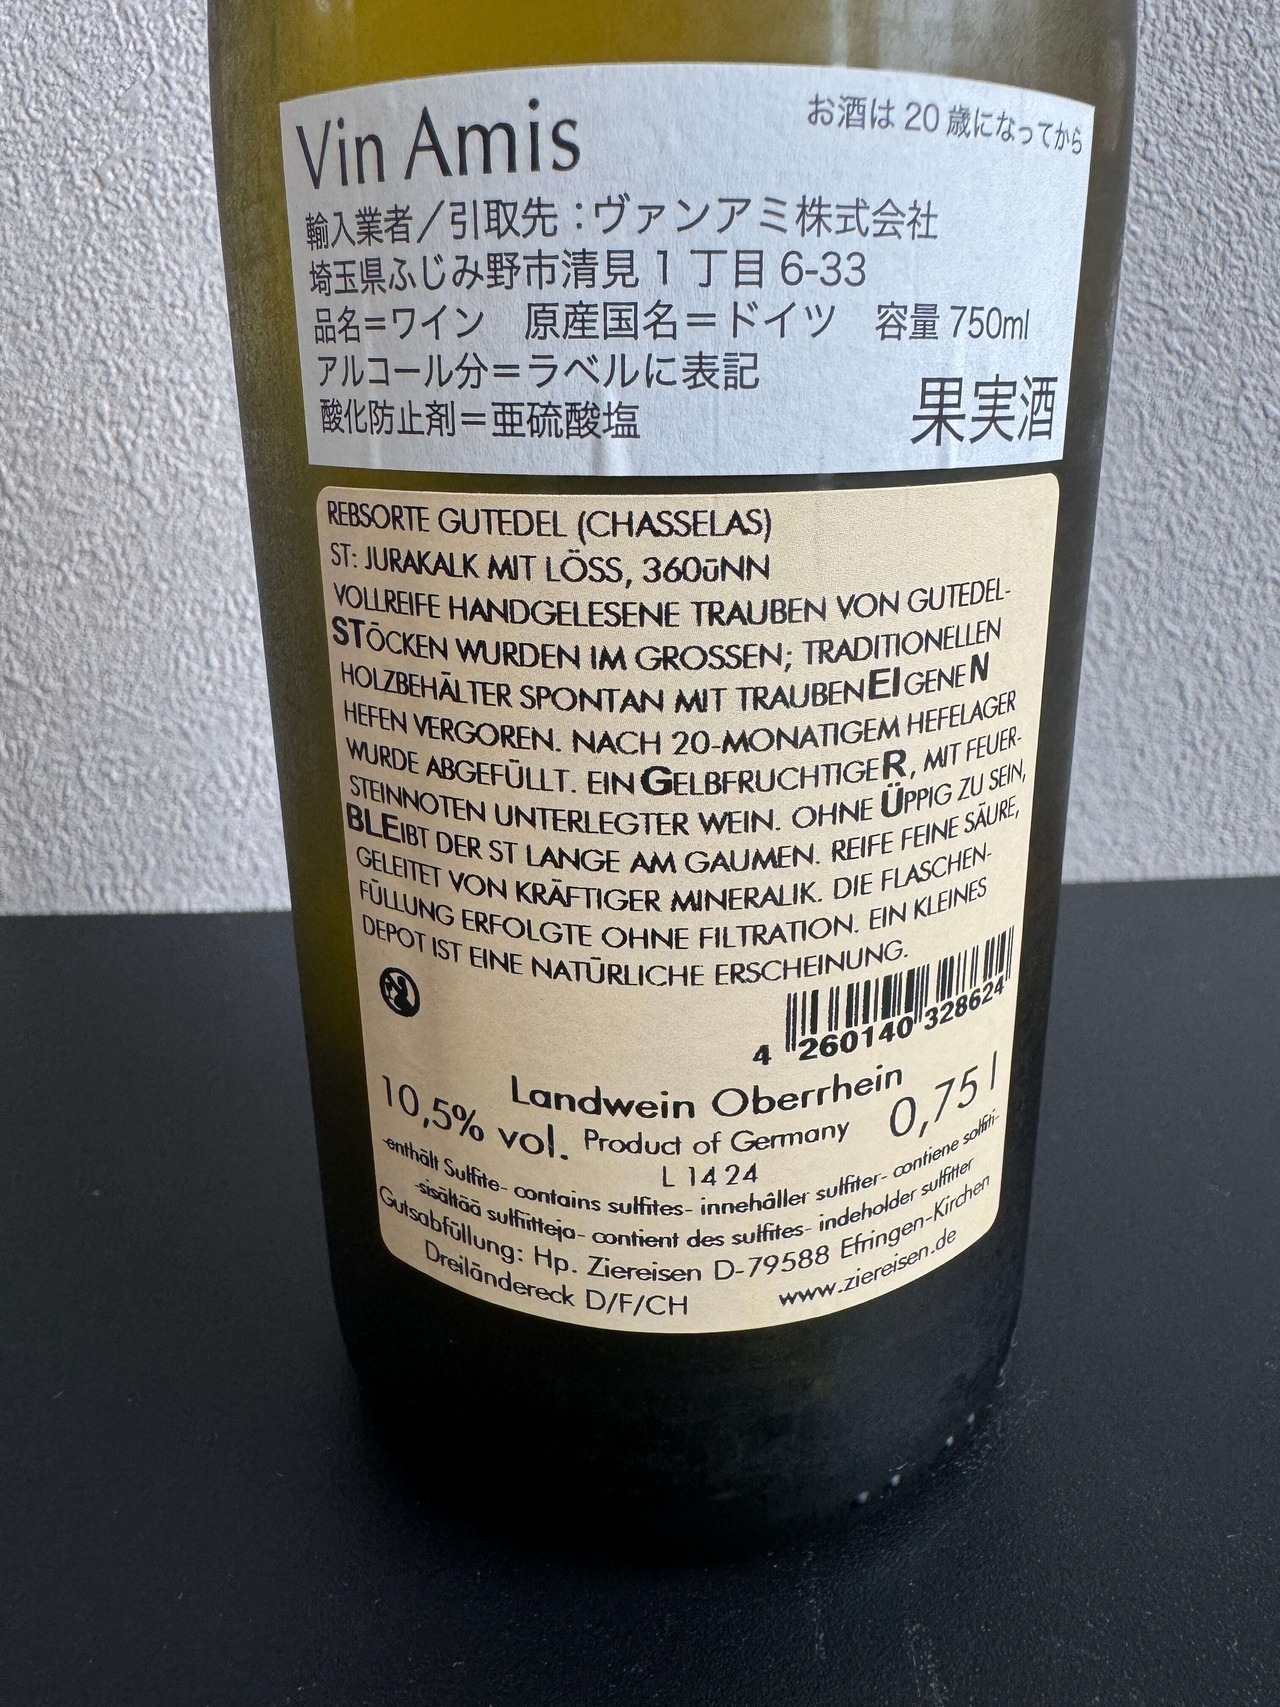 Vin Amis
お酒は20歳になってから
輸入業者／引取先：ヴァンアミ株式会社
埼玉県ふじみ野市清見1丁目6-33
品名=ワイン　原産国名=ドイツ　容量750ml
アルコール分=ラベルに表記
酸化防止剤=亜硫酸塩
果実酒
REBSORTE GUTEDEL (CHASSELAS)
ST: JURAKALK MIT LÖSS, 360üNN
VOLLREIFE HANDGELESENE TRAUBEN VON GUTEDEL-
STÖCKEN WURDEN IM GROSSEN; TRADITIONELLEN
HOLZBEHÄLTER SPONTAN MIT TRAUBENEIGENEN
HEFEN VERGOREN. NACH 20-MONATIGEM HEFELAGER
WURDE ABGEFÜLLT. EIN GELBFRUCHTIGER, MIT FEUER-
STEINNOTEN UNTERLEGTER WEIN. OHNE ÜPPIG ZU SEIN,
BLEIBT DER ST LANGE AM GAUMEN. REIFE FEINE SÄURE,
GELEITET VON KRÄFTIGER MINERALIK. DIE FLASCHEN-
FÜLLUNG ERFOLGTE OHNE FILTRATION. EIN KLEINES
DEPOT IST EINE NATÜRLICHE ERSCHEINUNG.
4 260140 328624
Landwein Oberrhein
10,5% vol. Product of Germany 0,75 l
L 14 24
-enthält Sulfite- contains sulfites- innehåller sulfiter- contiene solfiti-
-sisältää sulfiitteja- contient des sulfites- indeholder sulfitter
Gutsabfüllung: Hp. Ziereisen D-79588 Efringen-Kirchen
Dreiländereck D/F/CH www.ziereisen.de